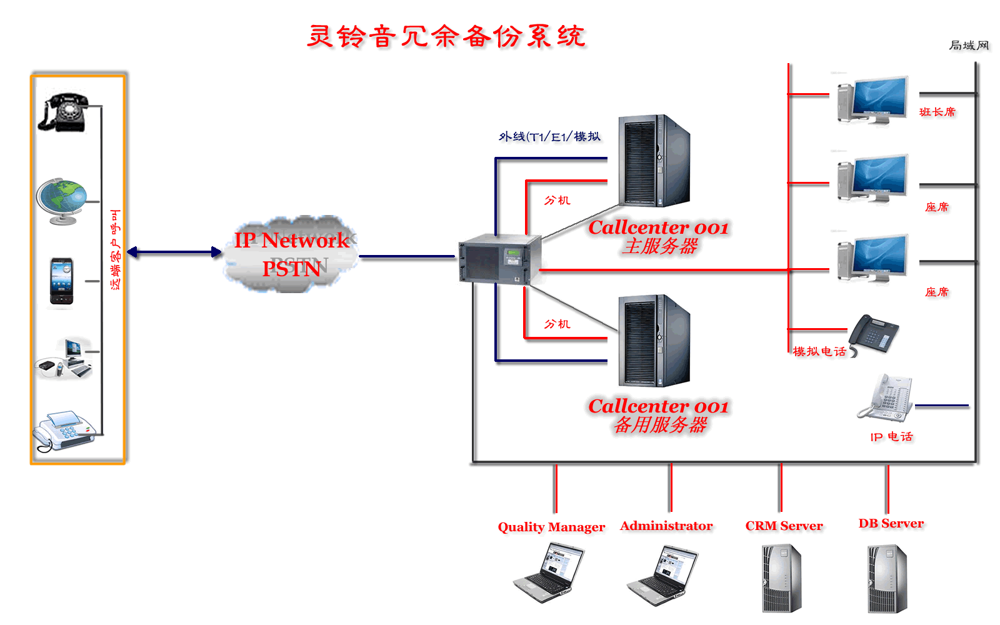 灵铃音冗余备份系统
局域网
班长席
外线(T1/E1/模拟
分机
座席
远端客户呼叫
IP Network
PSTN
Callcenter 001
主服务器
座席
分机
模拟电话
Callcenter 001
备用服务器
IP 电话
Quality Manager
Administrator
CRM Server
DB Server